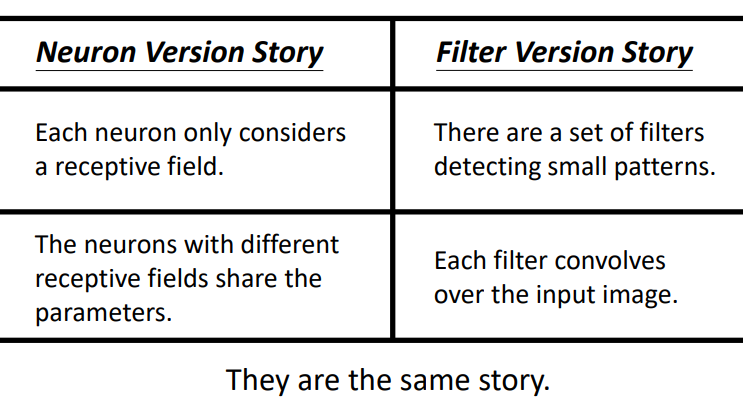 Neuron Version Story
Filter Version Story
Each neuron only considers
a receptive field.
There are a set of filters
detecting small patterns.
The neurons with different
receptive fields share the
parameters.
Each filter convolves
over the input image.
They are the same story.